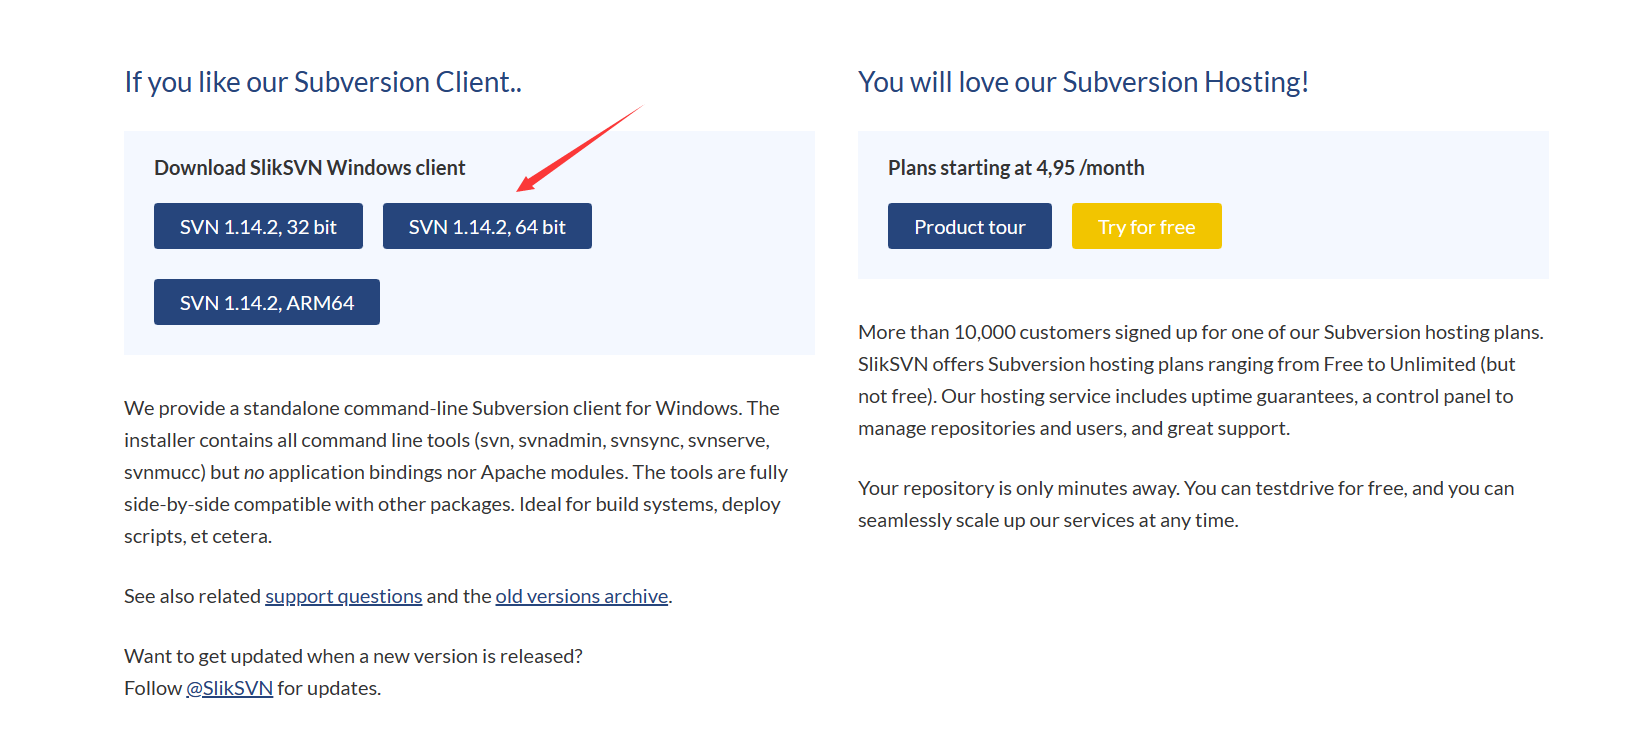 If you like our Subversion Client..
Download SlikSVN Windows client
SVN 1.14.2, 32 bit
SVN 1.14.2, 64 bit
SVN 1.14.2, ARM64
We provide a standalone command-line Subversion client for Windows. The
installer contains all command line tools (svn, svnadmin, svnsync, svnserve,
svnmucc) but no application bindings nor Apache modules. The tools are fully
side-by-side compatible with other packages. Ideal for build systems, deploy
scripts, et cetera.
See also related support questions and the old versions archive.
Want to get updated when a new version is released?
Follow @SlikSVN for updates.
You will love our Subversion Hosting!
Plans starting at 4,95 /month
Product tour
Try for free
More than 10,000 customers signed up for one of our Subversion hosting plans.
SlikSVN offers Subversion hosting plans ranging from Free to Unlimited (but
not free). Our hosting service includes uptime guarantees, a control panel to
manage repositories and users, and great support.
Your repository is only minutes away. You can testdrive for free, and you can
seamlessly scale up our services at any time.